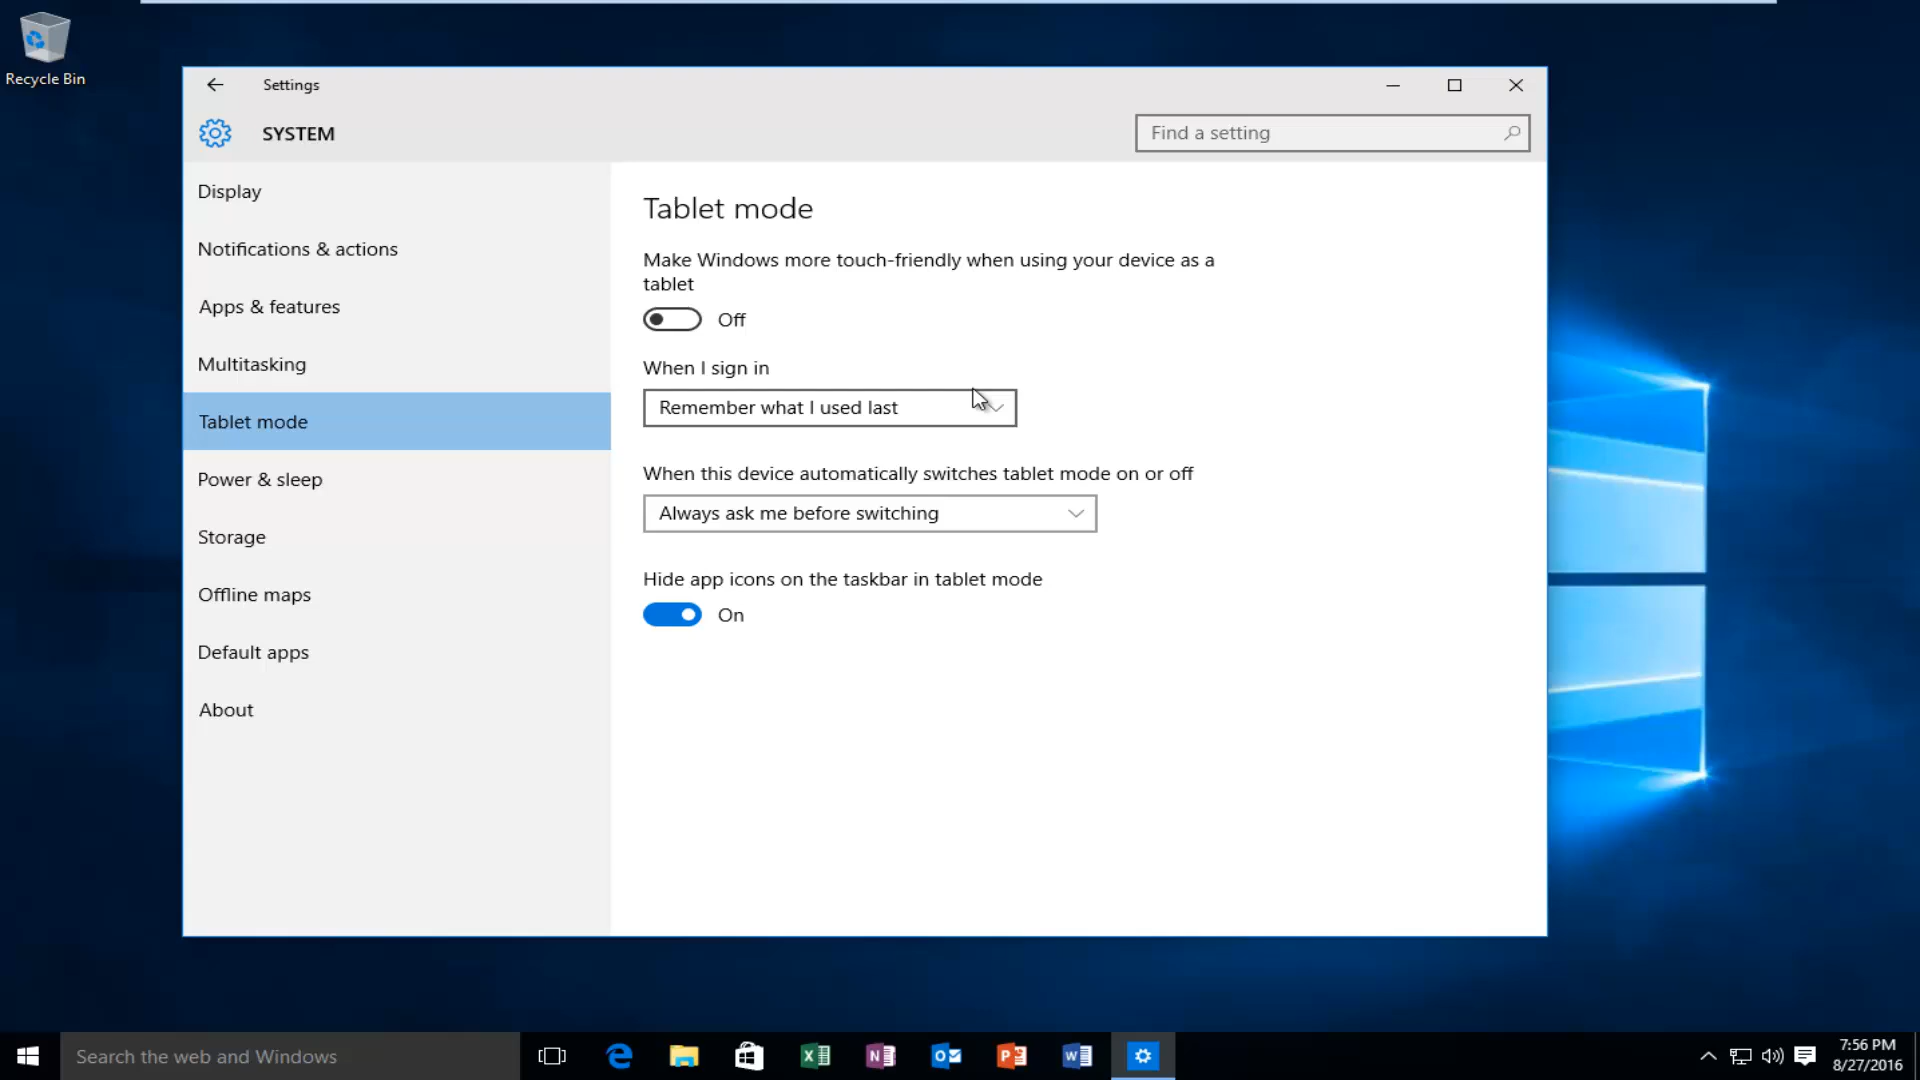 Recycle Bin
Settings
SYSTEM
Find a setting
Display
Notifications & actions
Apps & features
Multitasking
Tablet mode
Power & sleep
Storage
Offline maps
Default apps
About
Tablet mode
Make Windows more touch-friendly when using your device as a
tablet
Off
When I sign in
Remember what I used last
When this device automatically switches tablet mode on or off
Always ask me before switching
Hide app icons on the taskbar in tablet mode
On
Search the web and Windows
7:56 PM
8/27/2016